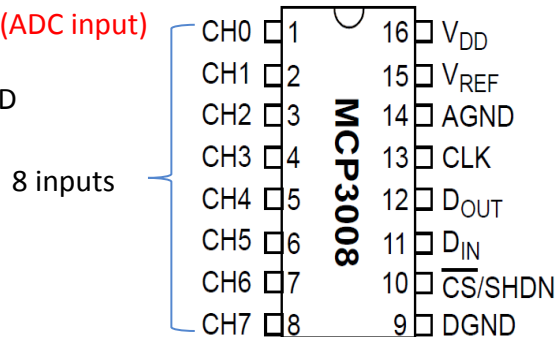 (ADC input)
D
8 inputs
CH0 1 16 VDD
CH1 2 15 VREF
CH2 3 14 AGND
CH3 4 13 CLK
CH4 5 12 DOUT
CH5 6 11 DIN
CH6 7 10 CS/SHDN
CH7 8 9 DGND
MCP3008